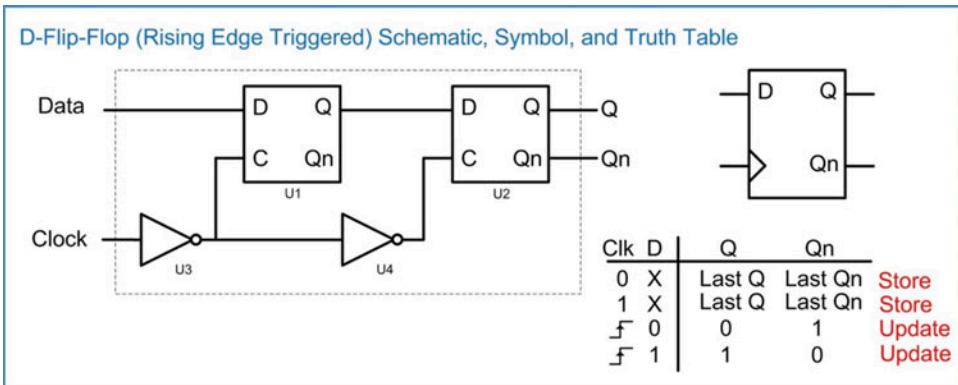 D-Flip-Flop (Rising Edge Triggered) Schematic, Symbol, and Truth Table
Data
D Q
C Qn
U1
D Q
C Qn
U2
Q
Qn
Clock
U3
U4
D Q
Qn
Clk D Q Qn
0 X Last Q Last Qn Store
1 X Last Q Last Qn Store
0 0 1 Update
1 1 0 Update